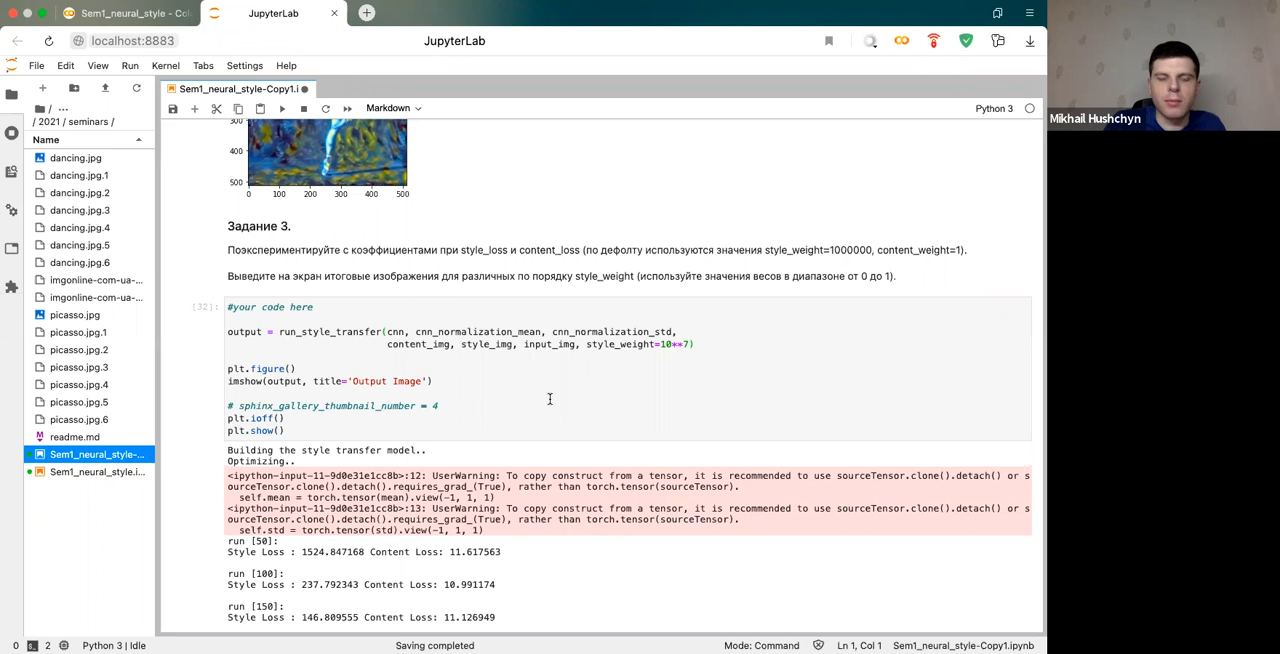 Sem1_neural_style - Col
JupyterLab
localhost:8883
JupyterLab
File Edit View Run Kernel Tabs Settings Help
Mikhail Hushchyn
Sem1_neural_style-Copy1.i
Markdown
Python 3
/ ...
/ 2021 / seminars /
Name
dancing.jpg
dancing.jpg.1
dancing.jpg.2
dancing.jpg.3
dancing.jpg.4
dancing.jpg.5
dancing.jpg.6
imgonline-com-ua-...
imgonline-com-ua-...
picasso.jpg
picasso.jpg.1
picasso.jpg.2
picasso.jpg.3
picasso.jpg.4
picasso.jpg.5
picasso.jpg.6
readme.md
Sem1_neural_style-...
Sem1_neural_style.i...
300
400
500
0 100 200 300 400 500
Задание 3.
Поэкспериментируйте с коэффициентами при style_loss и content_loss (по дефолту используются значения style_weight=1000000, content_weight=1).
Выведите на экран итоговые изображения для различных по порядку style_weight (используйте значения весов в диапазоне от 0 до 1).
[32]:
#your code here
output = run_style_transfer(cnn, cnn_normalization_mean, cnn_normalization_std,
content_img, style_img, input_img, style_weight=10**7)
plt.figure()
imshow(output, title='Output Image')
# sphinx_gallery_thumbnail_number = 4
plt.ioff()
plt.show()
Building the style transfer model..
Optimizing..
<ipython-input-11-9d0e31e1cc8b>:12: UserWarning: To copy construct from a tensor, it is recommended to use sourceTensor.clone().detach() or s
ourceTensor.clone().detach().requires_grad_(True), rather than torch.tensor(sourceTensor).
self.mean = torch.tensor(mean).view(-1, 1, 1)
<ipython-input-11-9d0e31e1cc8b>:13: UserWarning: To copy construct from a tensor, it is recommended to use sourceTensor.clone().detach() or s
ourceTensor.clone().detach().requires_grad_(True), rather than torch.tensor(sourceTensor).
self.std = torch.tensor(std).view(-1, 1, 1)
run [50]:
Style Loss : 1524.847168 Content Loss: 11.617563
run [100]:
Style Loss : 237.792343 Content Loss: 10.991174
run [150]:
Style Loss : 146.809555 Content Loss: 11.126949
0 2 Python 3 | Idle Saving completed Mode: Command Ln 1, Col 1 Sem1_neural_style-Copy1.ipynb